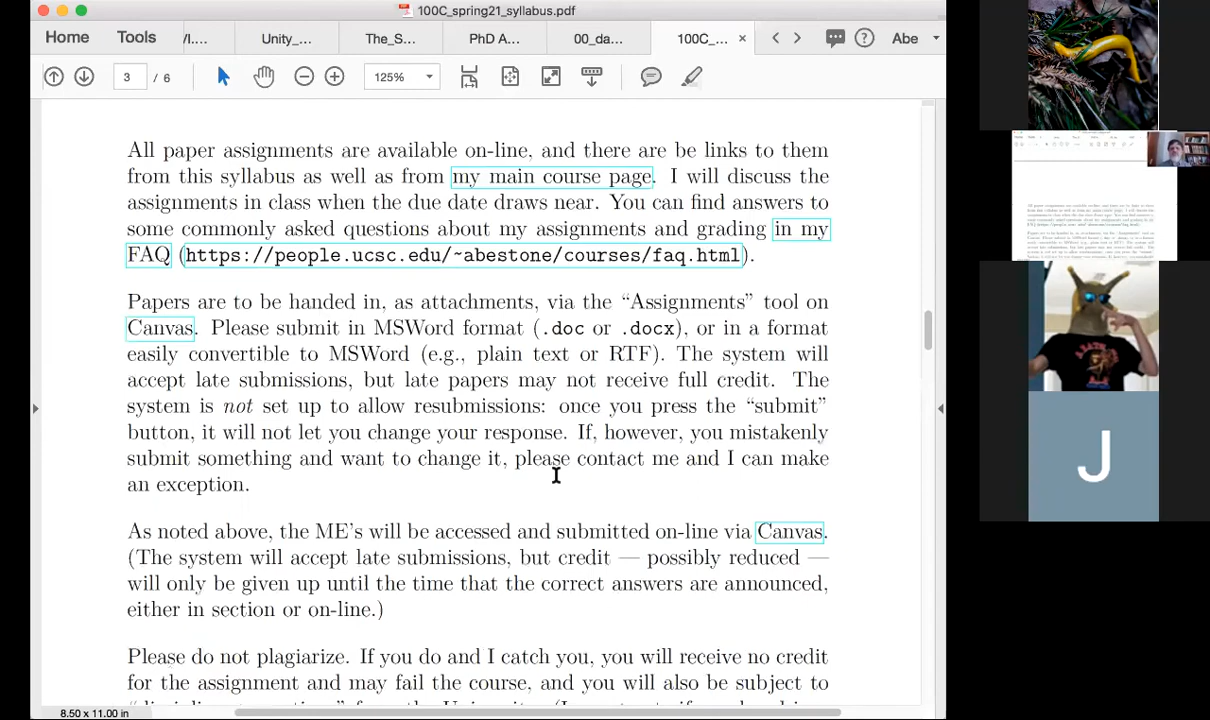 100C_spring21_syllabus.pdf
Home Tools /I.... Unity_... The_S... PhD A... 00_da... 100C_... × Abe
3 / 6 125%
All paper assignments are available on-line, and there are be links to them
from this syllabus as well as from my main course page. I will discuss the
assignments in class when the due date draws near. You can find answers to
some commonly asked questions about my assignments and grading in my
FAQ (https://people.ucsc.edu/~abestone/courses/faq.html).
Papers are to be handed in, as attachments, via the “Assignments” tool on
Canvas. Please submit in MSWord format (.doc or .docx), or in a format
easily convertible to MSWord (e.g., plain text or RTF). The system will
accept late submissions, but late papers may not receive full credit. The
system is not set up to allow resubmissions: once you press the “submit”
button, it will not let you change your response. If, however, you mistakenly
submit something and want to change it, please contact me and I can make
an exception.
As noted above, the ME’s will be accessed and submitted on-line via Canvas.
(The system will accept late submissions, but credit — possibly reduced —
will only be given up until the time that the correct answers are announced,
either in section or on-line.)
Please do not plagiarize. If you do and I catch you, you will receive no credit
for the assignment and may fail the course, and you will also be subject to
8.50 x 11.00 in
J